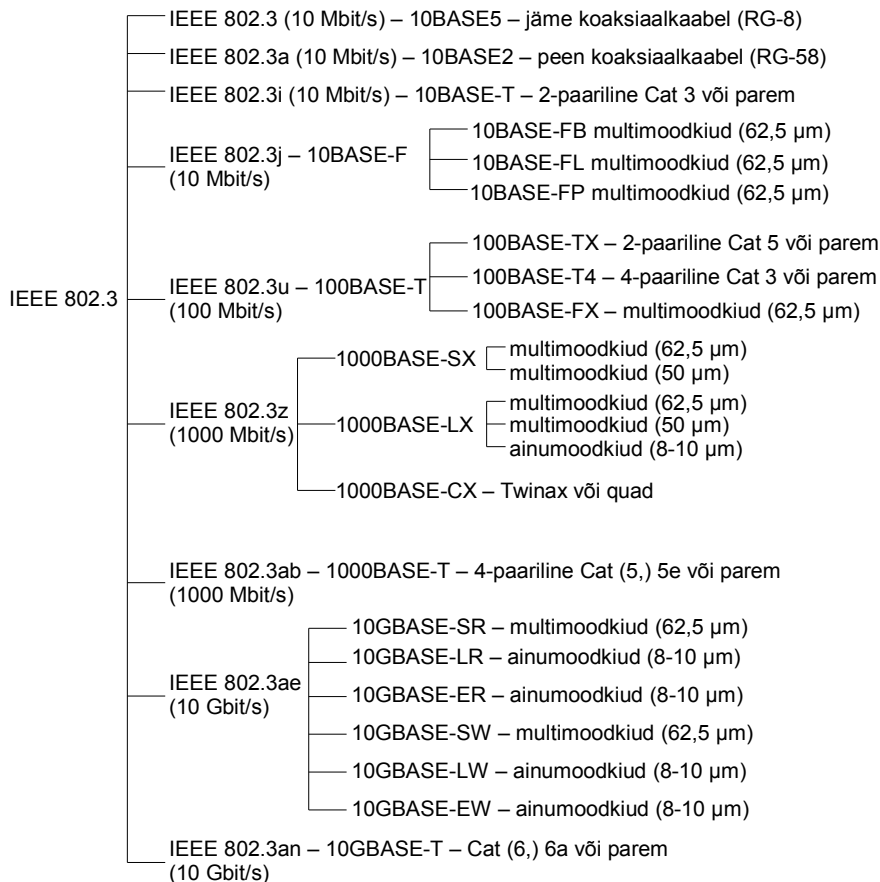 IEEE 802.3 (10 Mbit/s) – 10BASE5 – jäme koaksiaalkaabel (RG-8)
IEEE 802.3a (10 Mbit/s) – 10BASE2 – peen koaksiaalkaabel (RG-58)
IEEE 802.3i (10 Mbit/s) – 10BASE-T – 2-paariline Cat 3 või parem
10BASE-FB multimoodkiud (62,5 µm)
IEEE 802.3j – 10BASE-F
10BASE-FL multimoodkiud (62,5 µm)
(10 Mbit/s)
10BASE-FP multimoodkiud (62,5 µm)
100BASE-TX – 2-paariline Cat 5 või parem
100BASE-T4 – 4-paariline Cat 3 või parem
IEEE 802.3
IEEE 802.3u – 100BASE-T
(100 Mbit/s)
100BASE-FX – multimoodkiud (62,5 µm)
1000BASE-SX
multimoodkiud (62,5 µm)
multimoodkiud (50 µm)
IEEE 802.3z
(1000 Mbit/s)
1000BASE-LX
multimoodkiud (62,5 µm)
multimoodkiud (50 µm)
ainumoodkiud (8-10 µm)
1000BASE-CX – Twinax või quad
IEEE 802.3ab – 1000BASE-T – 4-paariline Cat (5,) 5e või parem
(1000 Mbit/s)
10GBASE-SR – multimoodkiud (62,5 µm)
10GBASE-LR – ainumoodkiud (8-10 µm)
IEEE 802.3ae
(10 Gbit/s)
10GBASE-ER – ainumoodkiud (8-10 µm)
10GBASE-SW – multimoodkiud (62,5 µm)
10GBASE-LW – ainumoodkiud (8-10 µm)
10GBASE-EW – ainumoodkiud (8-10 µm)
IEEE 802.3an – 10GBASE-T – Cat (6,) 6a või parem
(10 Gbit/s)